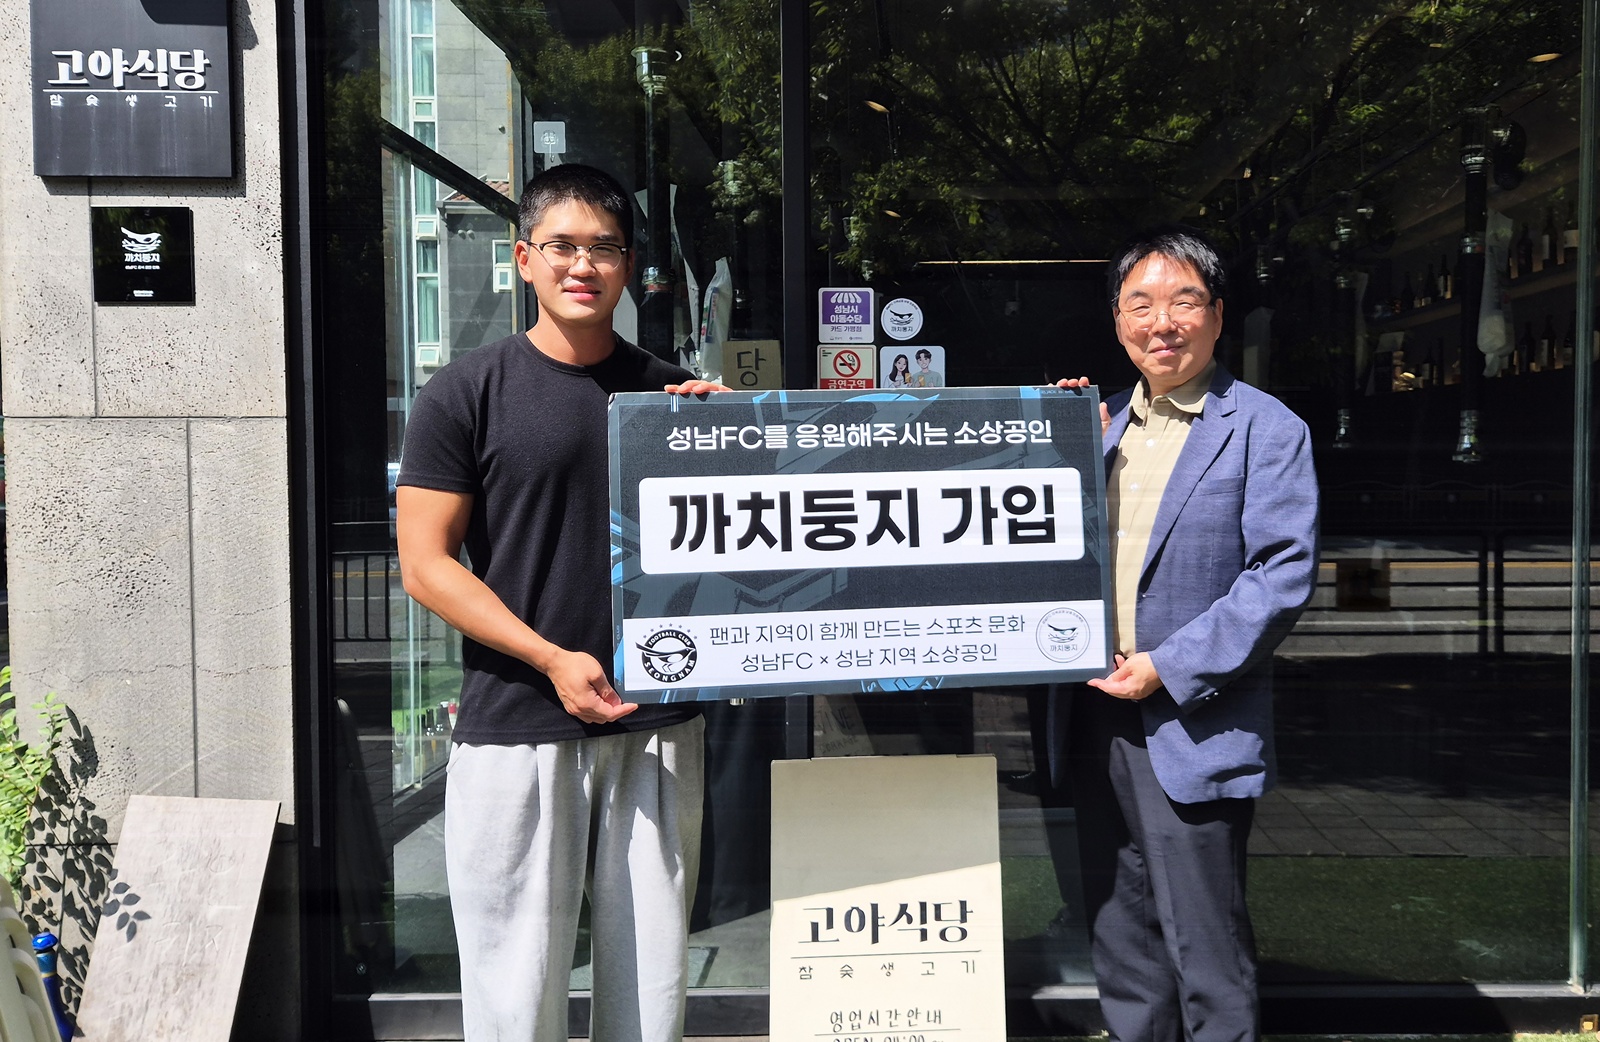 고야식당
참숯생고기
까치둥지
성남시
아동수당
카드 가맹점
까치둥지
금연구역
당
성남FC를 응원해주시는 소상공인
까치둥지 가입
팬과 지역이 함께 만드는 스포츠 문화
성남FC × 성남 지역 소상공인
FOOTBALL CLUB
SEONGNAM
까치둥지
고야식당
참숯생고기
영업시간안내